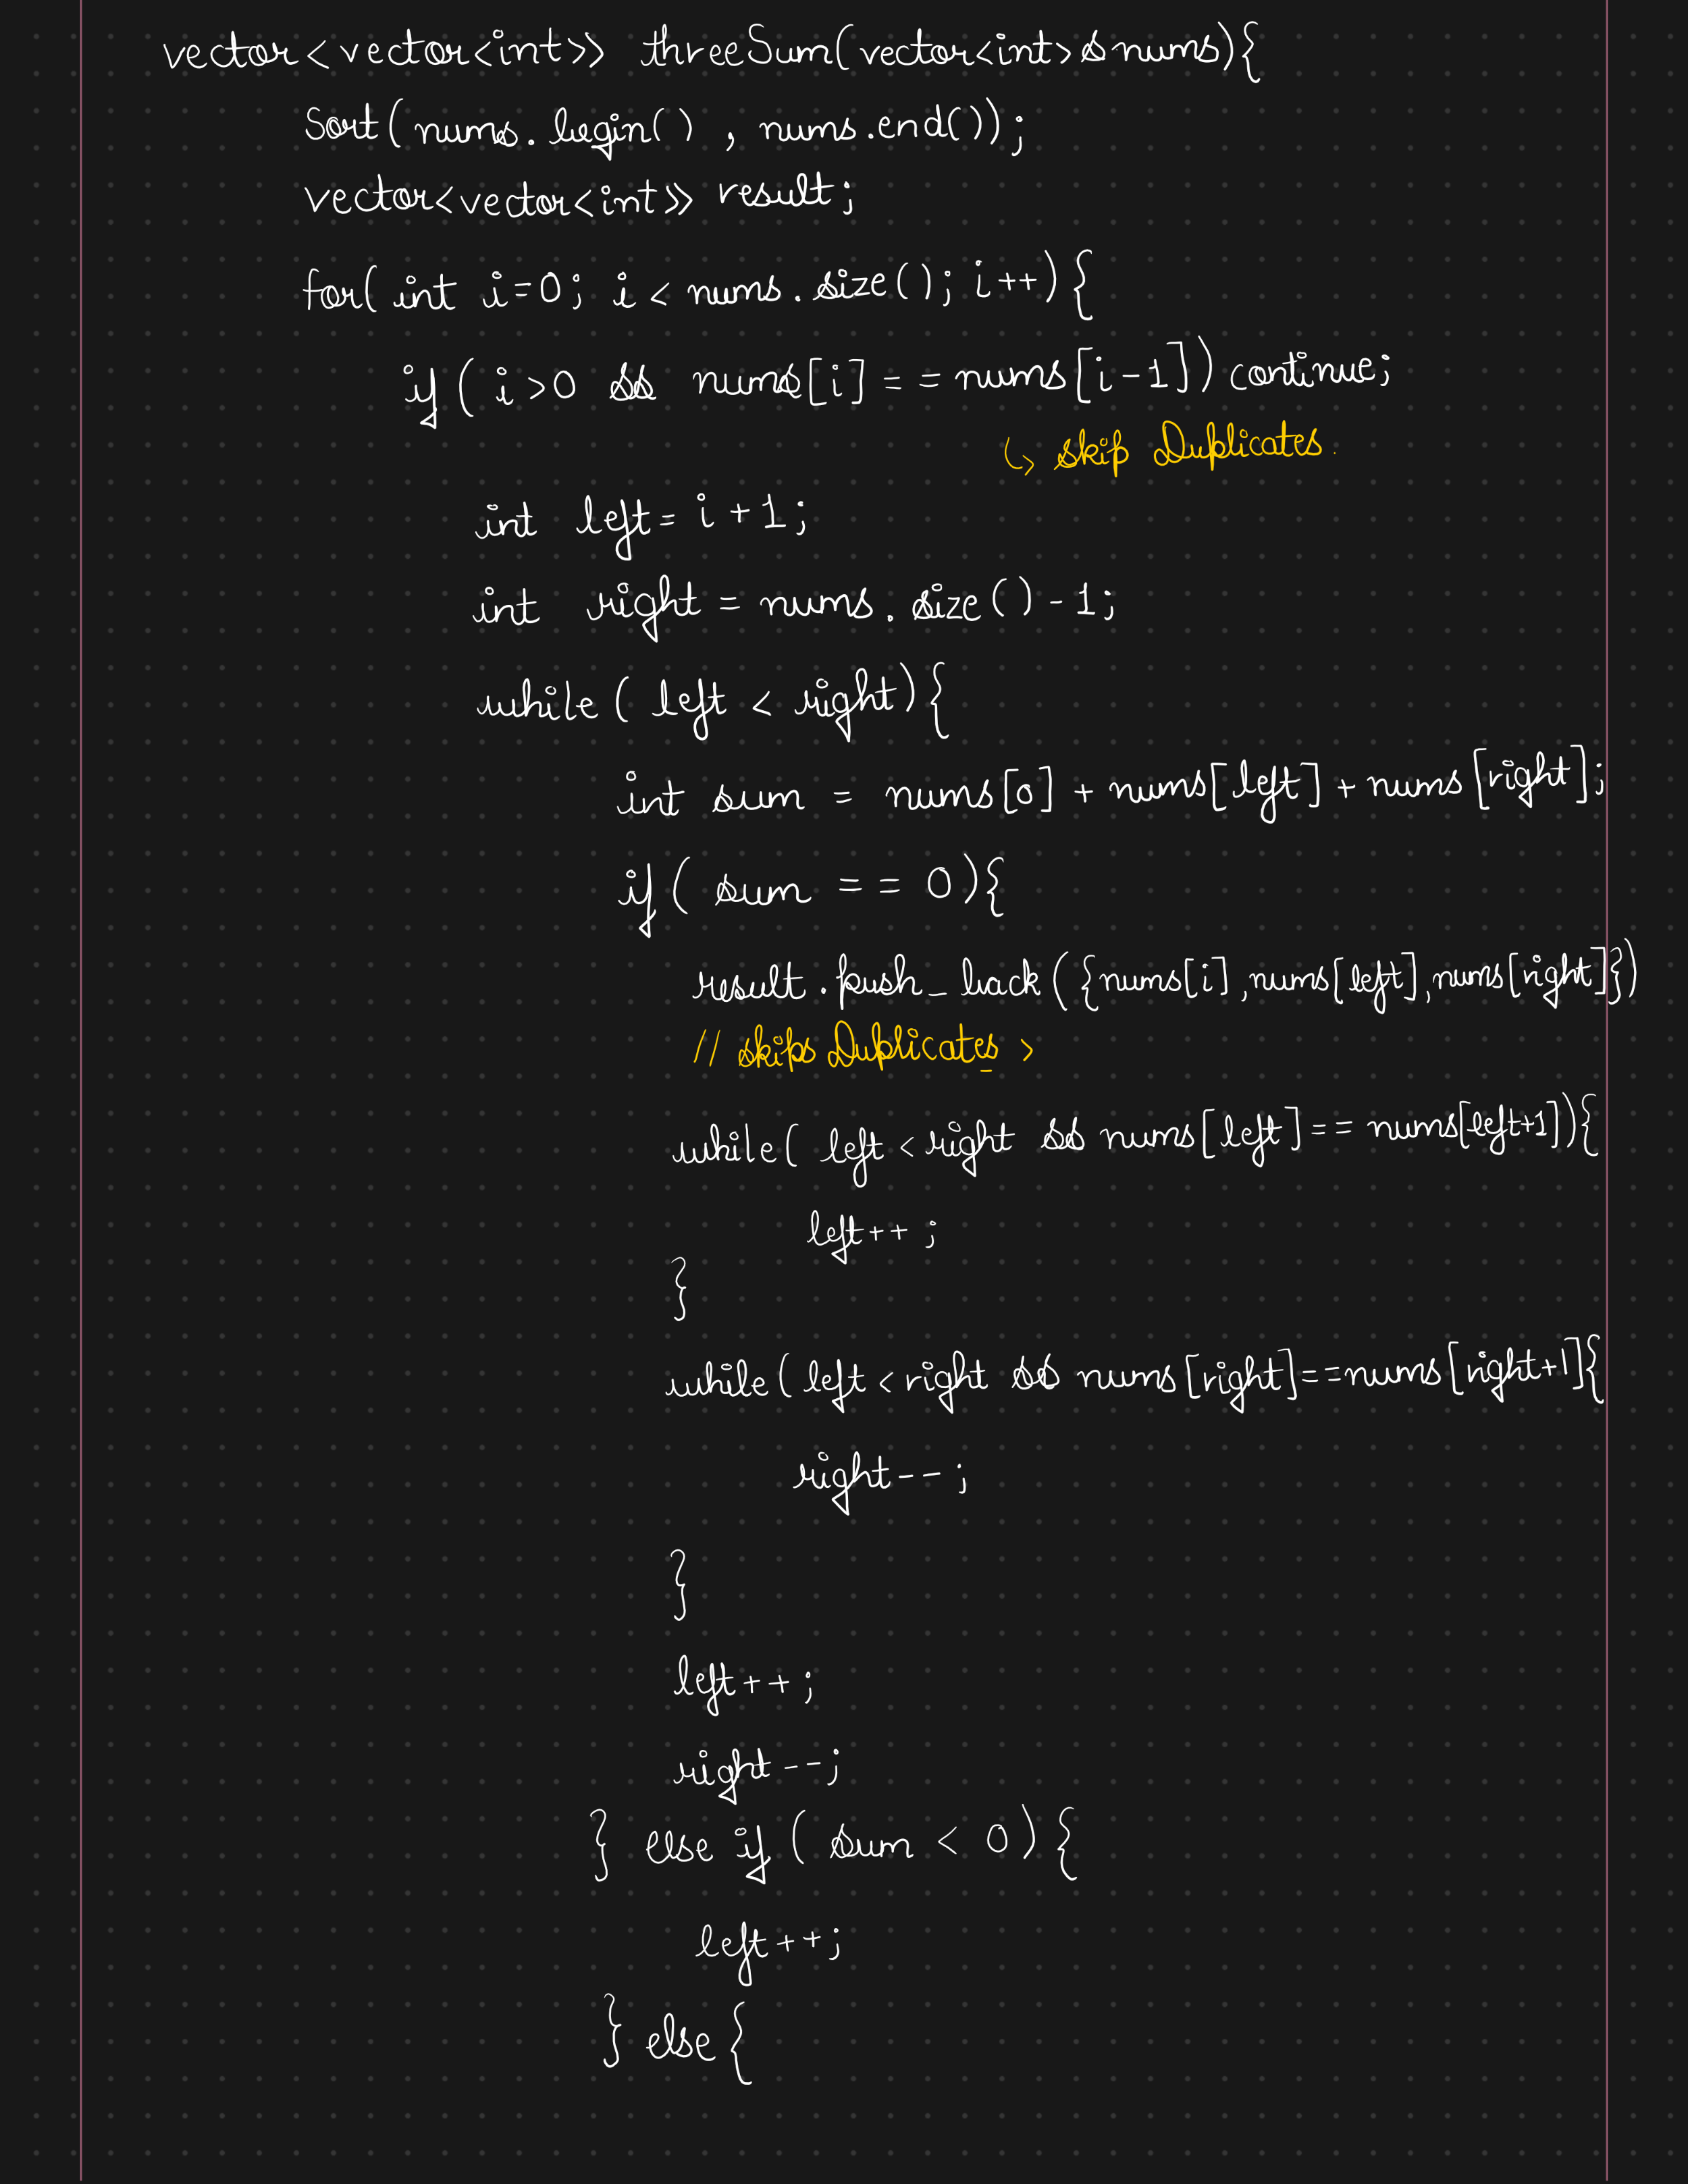 vector<vector<int>> threeSum(vector<int>&nums){
Sort(nums.begin() , nums.end());
vector<vector<int>> result;
for( int i=0; i < nums.size(); i++){
if ( i>0 && nums[i] == nums[i-1]) continue;
↳ skip Duplicates.
int left = i + 1;
int right = nums.size()-1;
while ( left < right){
int sum = nums[0] + nums[left] + nums[right];
if ( sum == 0){
result.push_back({nums[i],nums[left],nums[right]})
// skips Duplicates >
while( left < right && nums[left]== nums[left+1]){
left++ ;
}
while (left < right && nums[right]==nums[right+1]{
right-- ;
}
left++;
right--;
} else if ( sum < 0) {
left++;
} else {